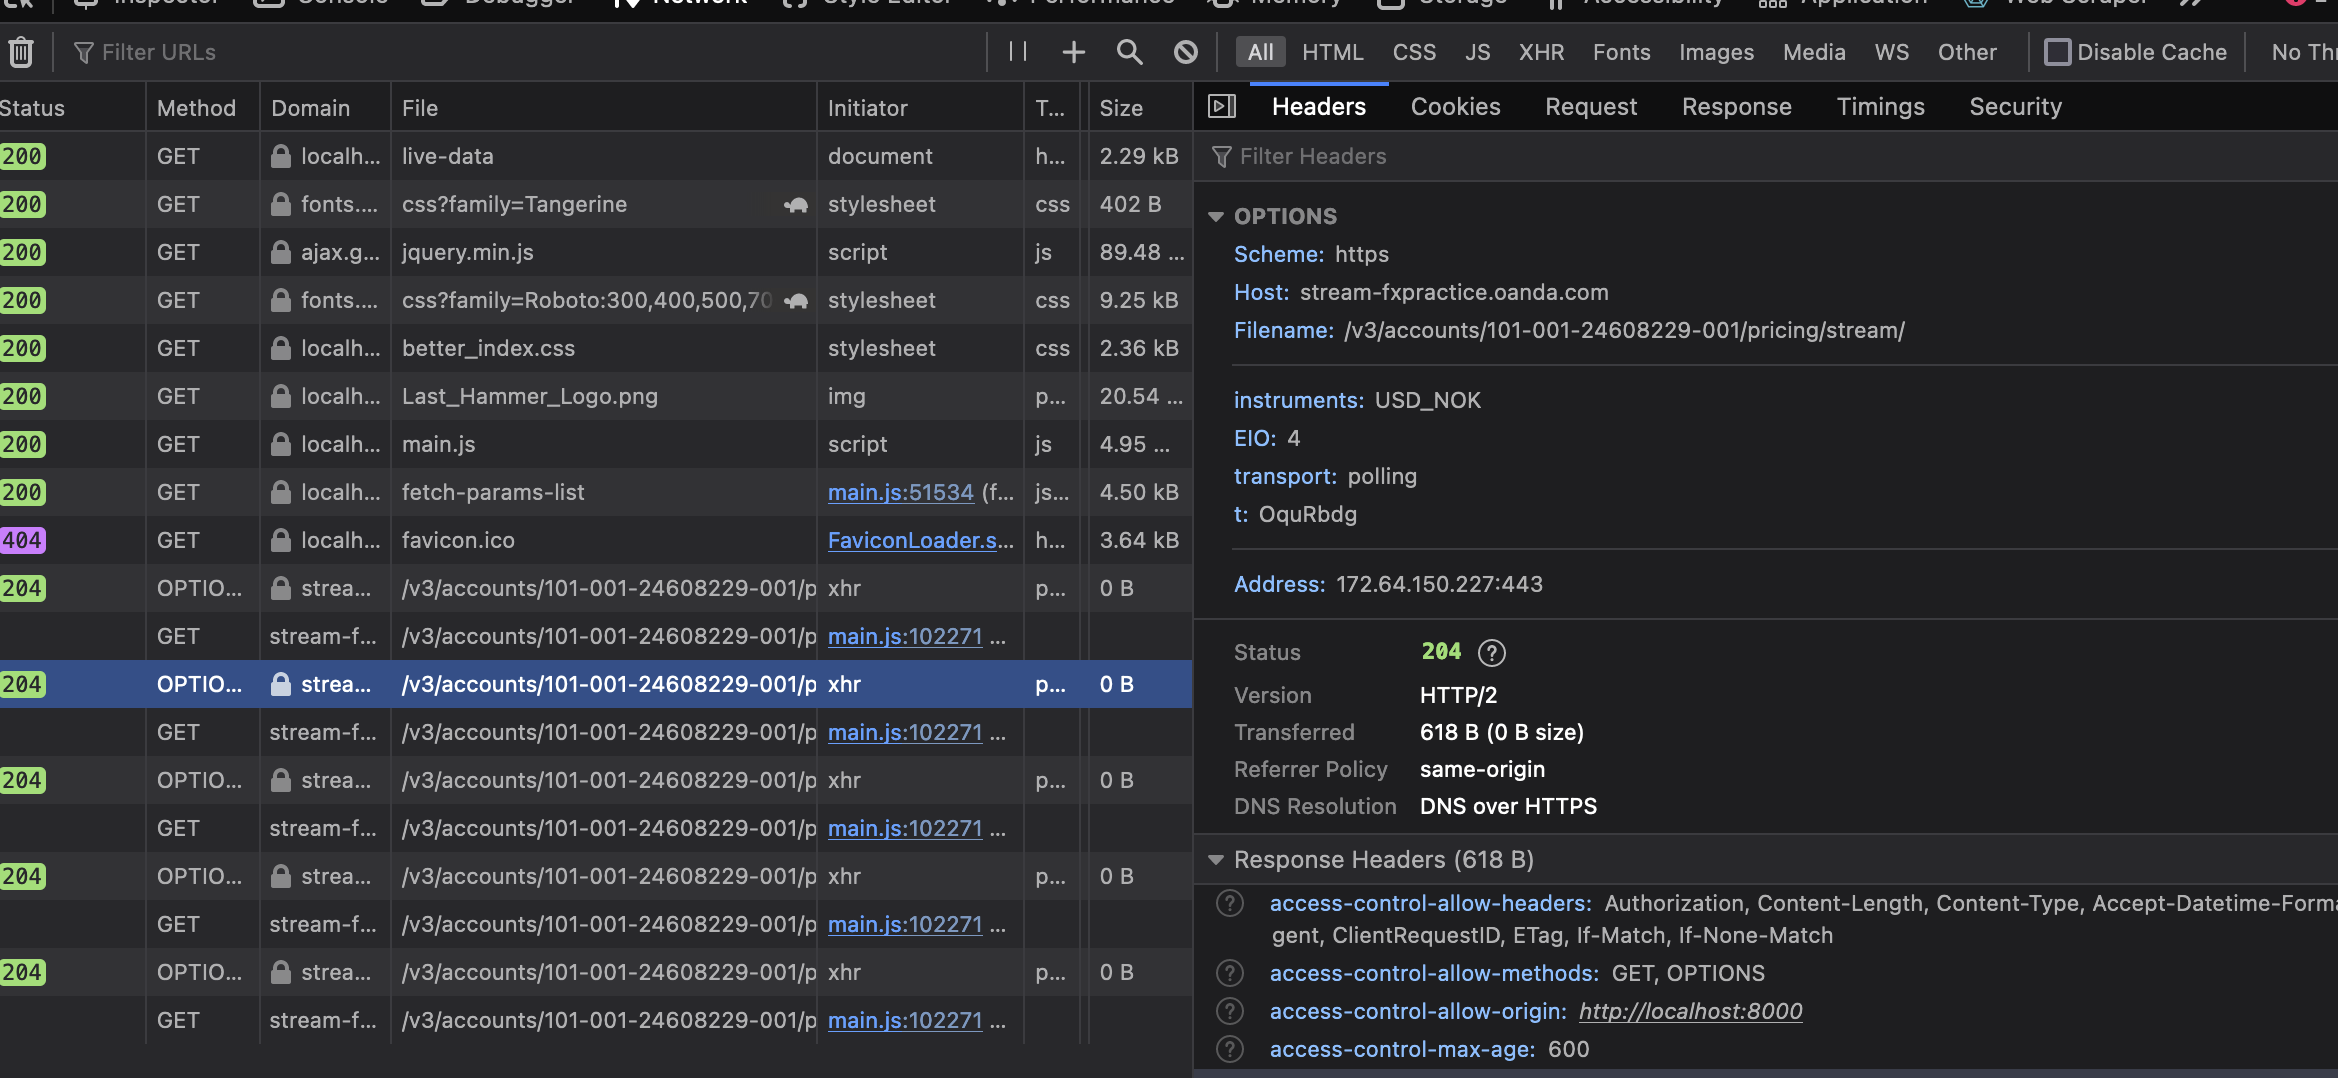 Inspector Console Debugger Network Style Editor Performance Memory Storage Accessibility Application Web Scraper
Filter URLs
All HTML CSS JS XHR Fonts Images Media WS Other Disable Cache No Thr
Status Method Domain File Initiator T... Size
200 GET localh... live-data document h... 2.29 kB
200 GET fonts.... css?family=Tangerine stylesheet css 402 B
200 GET ajax.g... jquery.min.js script js 89.48 ...
200 GET fonts.... css?family=Roboto:300,400,500,70 stylesheet css 9.25 kB
200 GET localh... better_index.css stylesheet css 2.36 kB
200 GET localh... Last_Hammer_Logo.png img p... 20.54 ...
200 GET localh... main.js script js 4.95 ...
200 GET localh... fetch-params-list main.js:51534 (f... js... 4.50 kB
404 GET localh... favicon.ico FaviconLoader.s... h... 3.64 kB
204 OPTIO... strea... /v3/accounts/101-001-24608229-001/p xhr p... 0 B
GET stream-f... /v3/accounts/101-001-24608229-001/p main.js:102271 ...
204 OPTIO... strea... /v3/accounts/101-001-24608229-001/p xhr p... 0 B
GET stream-f... /v3/accounts/101-001-24608229-001/p main.js:102271 ...
204 OPTIO... strea... /v3/accounts/101-001-24608229-001/p xhr p... 0 B
GET stream-f... /v3/accounts/101-001-24608229-001/p main.js:102271 ...
204 OPTIO... strea... /v3/accounts/101-001-24608229-001/p xhr p... 0 B
GET stream-f... /v3/accounts/101-001-24608229-001/p main.js:102271 ...
204 OPTIO... strea... /v3/accounts/101-001-24608229-001/p xhr p... 0 B
GET stream-f... /v3/accounts/101-001-24608229-001/p main.js:102271 ...
Headers Cookies Request Response Timings Security
Filter Headers
OPTIONS
Scheme: https
Host: stream-fxpractice.oanda.com
Filename: /v3/accounts/101-001-24608229-001/pricing/stream/
instruments: USD_NOK
EIO: 4
transport: polling
t: OquRbdg
Address: 172.64.150.227:443
Status 204
Version HTTP/2
Transferred 618 B (0 B size)
Referrer Policy same-origin
DNS Resolution DNS over HTTPS
Response Headers (618 B)
access-control-allow-headers: Authorization, Content-Length, Content-Type, Accept-Datetime-Forma
gent, ClientRequestID, ETag, If-Match, If-None-Match
access-control-allow-methods: GET, OPTIONS
access-control-allow-origin: http://localhost:8000
access-control-max-age: 600